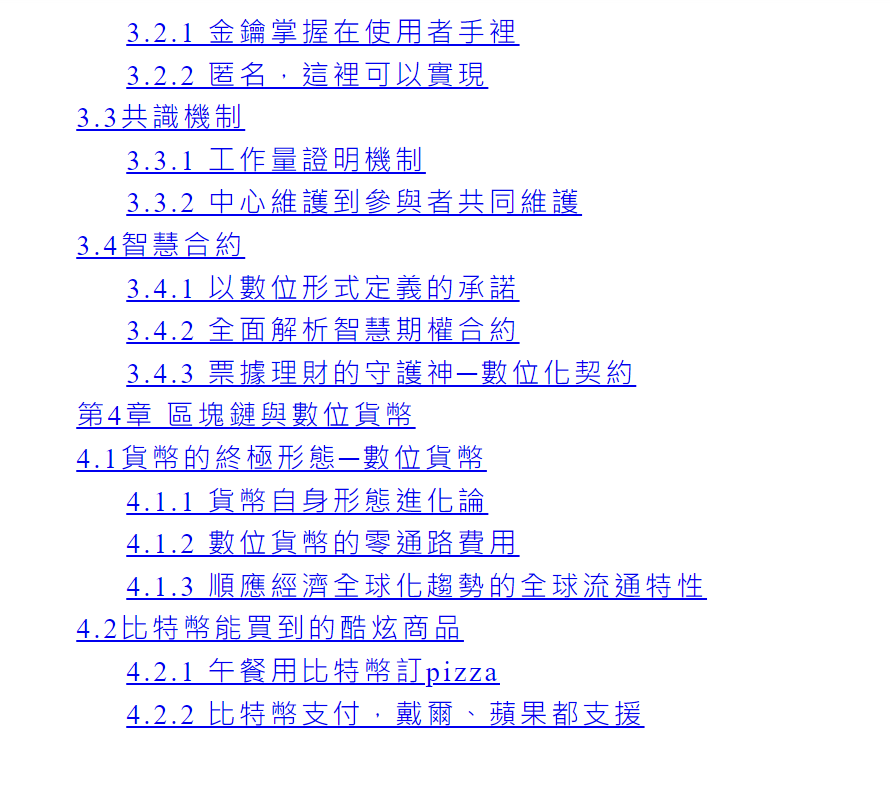 3.2.1 金鑰掌握在使用者手裡
3.2.2 匿名，這裡可以實現
3.3共識機制
3.3.1 工作量證明機制
3.3.2 中心維護到參與者共同維護
3.4智慧合約
3.4.1 以數位形式定義的承諾
3.4.2 全面解析智慧期權合約
3.4.3 票據理財的守護神─數位化契約
第4章 區塊鏈與數位貨幣
4.1貨幣的終極形態─數位貨幣
4.1.1 貨幣自身形態進化論
4.1.2 數位貨幣的零通路費用
4.1.3 順應經濟全球化趨勢的全球流通特性
4.2比特幣能買到的酷炫商品
4.2.1 午餐用比特幣訂pizza
4.2.2 比特幣支付，戴爾、蘋果都支援